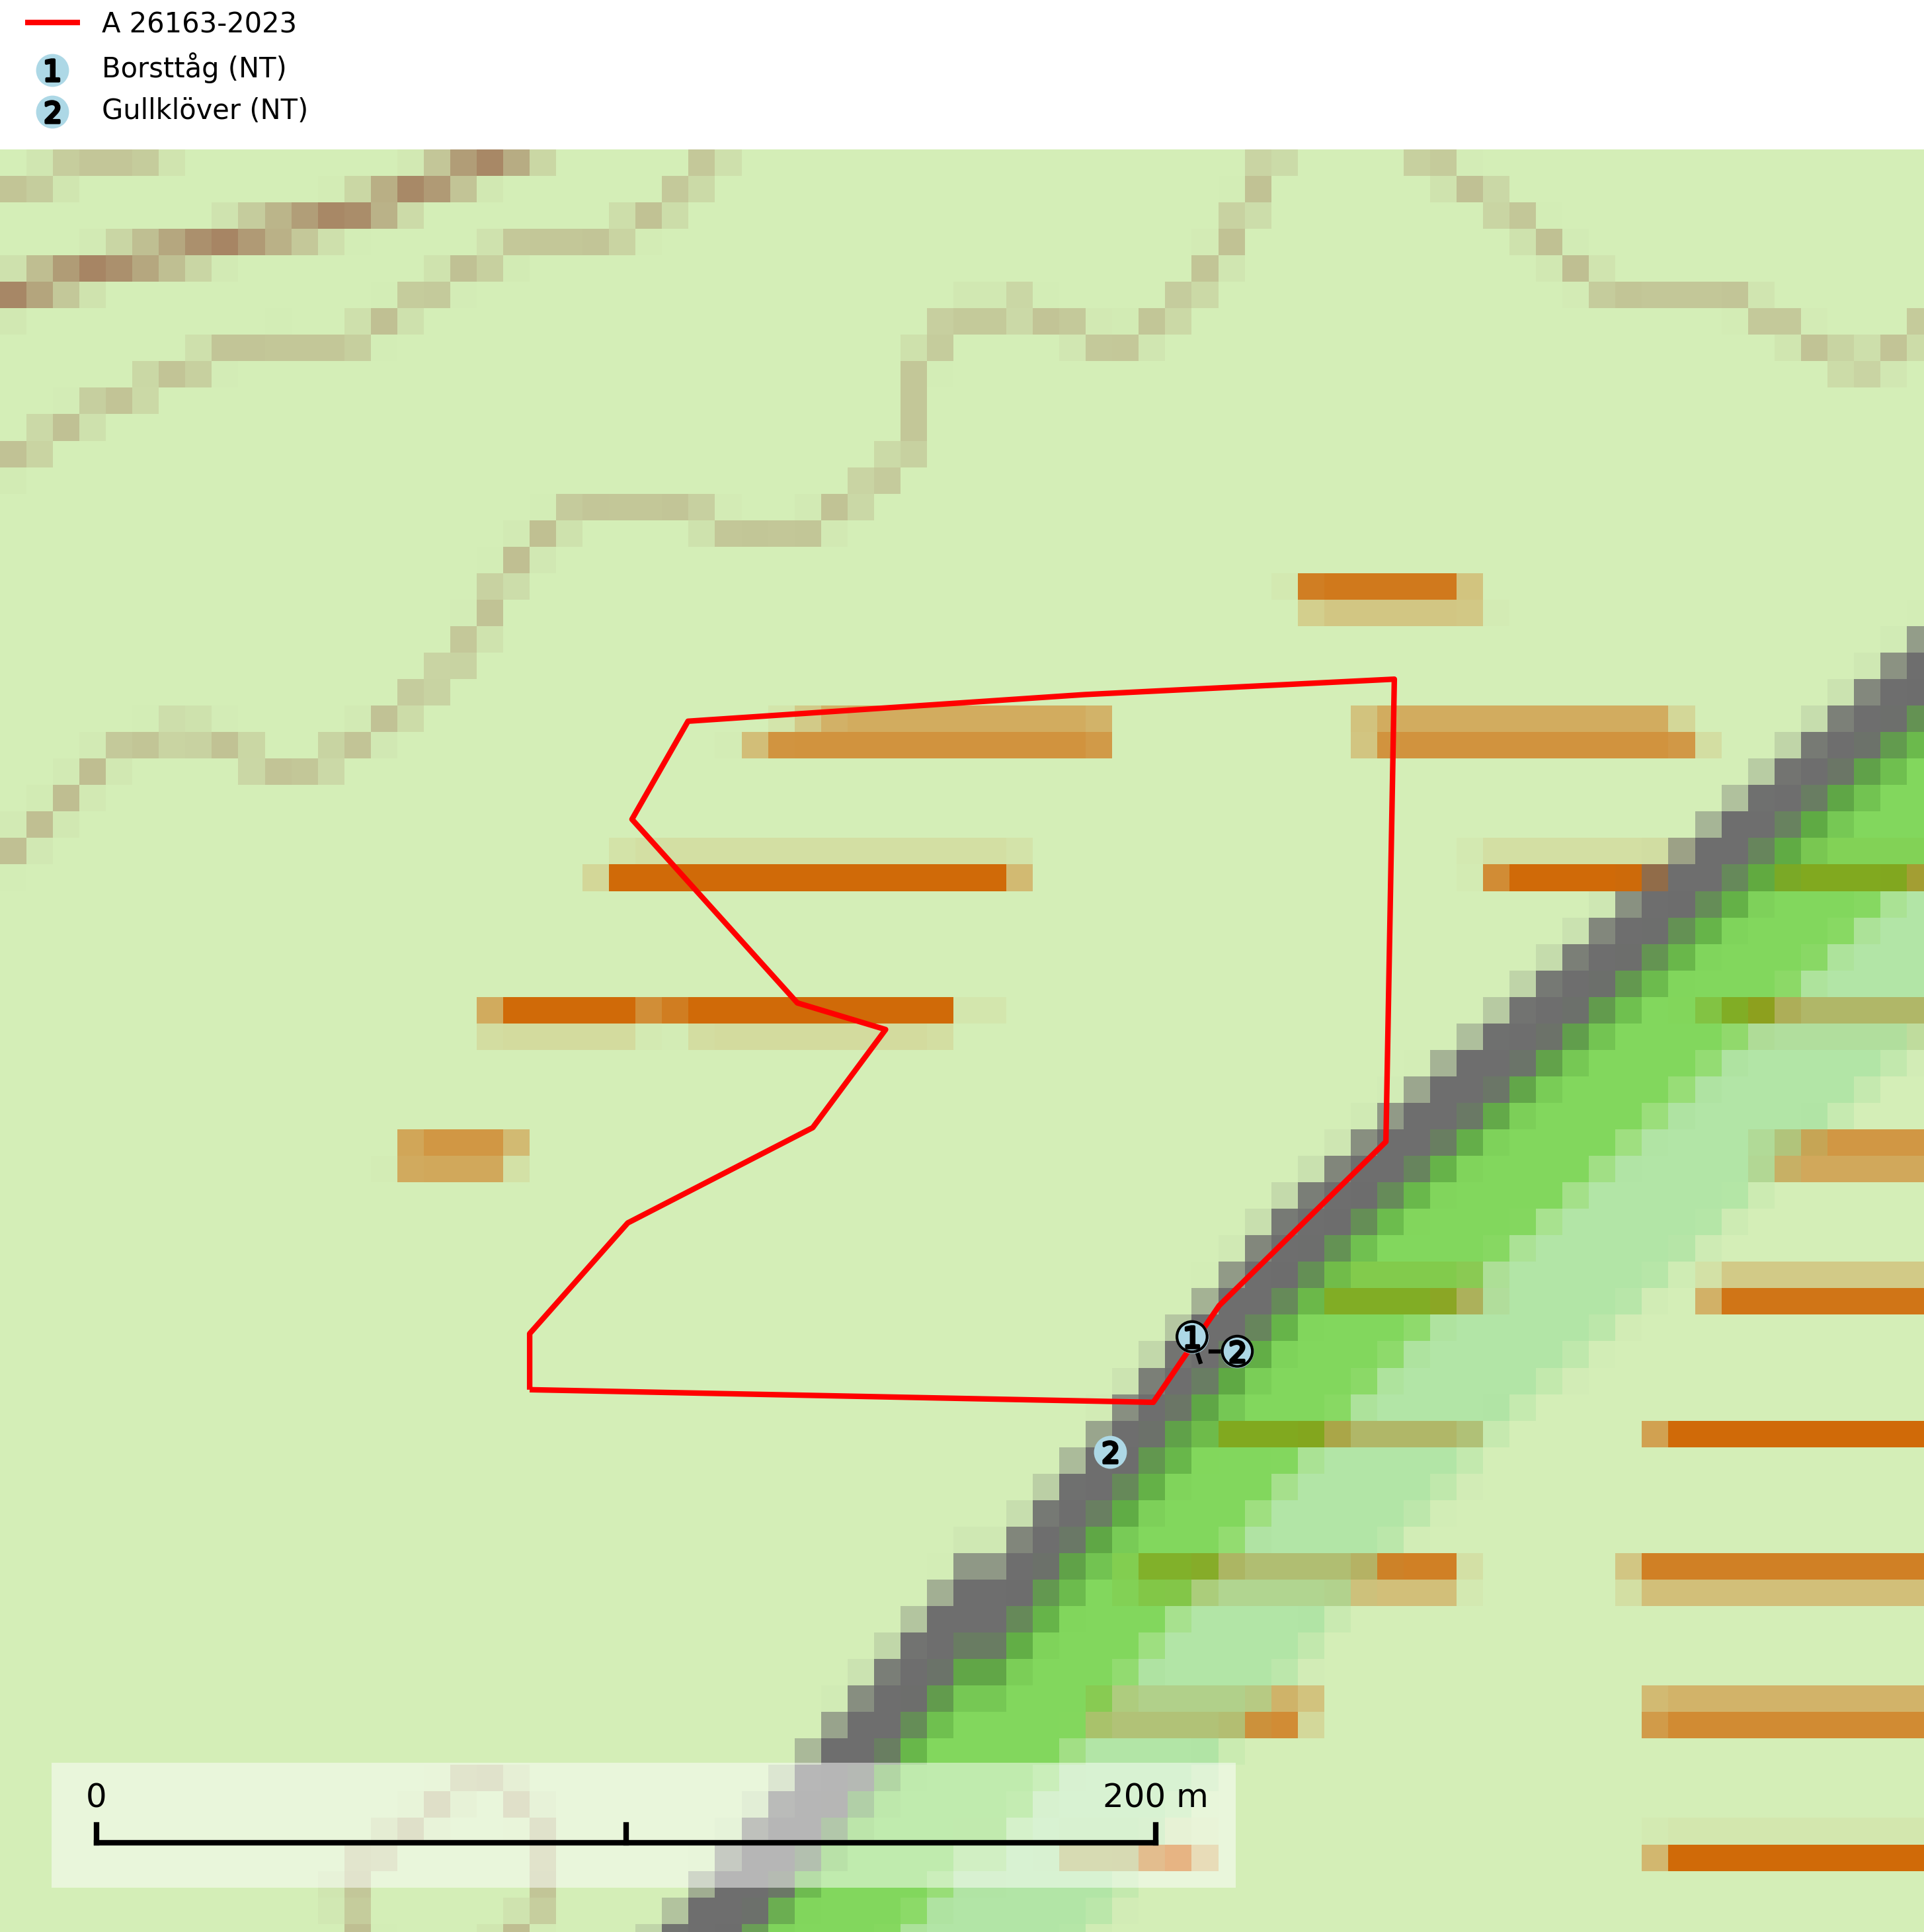 A 26163-2023
1 Borsttåg (NT)
2 Gullklöver (NT)
1
2
2
0 200 m